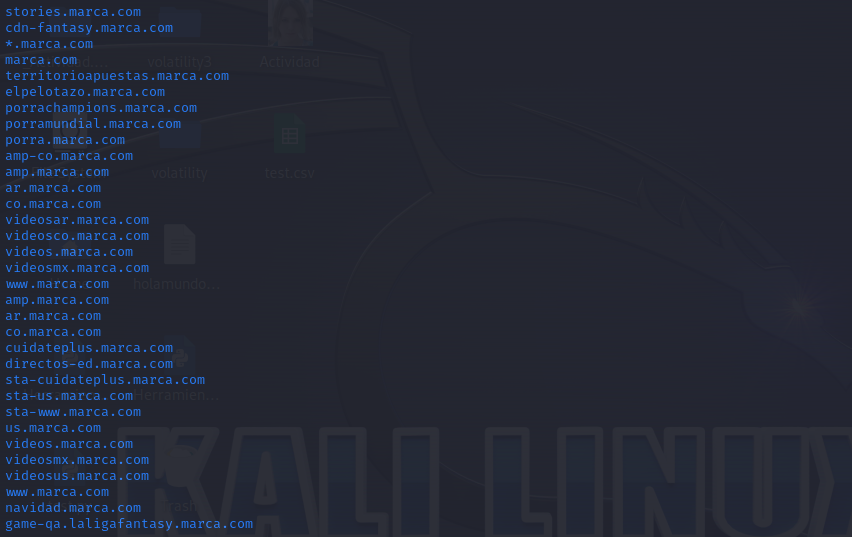 stories.marca.com
cdn-fantasy.marca.com
*.marca.com
marca.com
territorioapuestas.marca.com
elpelotazo.marca.com
porrachampions.marca.com
porramundial.marca.com
porra.marca.com
amp-co.marca.com
amp.marca.com
ar.marca.com
co.marca.com
videosar.marca.com
videosco.marca.com
videos.marca.com
videosmx.marca.com
www.marca.com
amp.marca.com
ar.marca.com
co.marca.com
cuidateplus.marca.com
directos-ed.marca.com
sta-cuidateplus.marca.com
sta-us.marca.com
sta-www.marca.com
us.marca.com
videos.marca.com
videosmx.marca.com
videosus.marca.com
www.marca.com
navidad.marca.com
game-qa.laligafantasy.marca.com
volatility3
Actividad
volatility
test.csv
holamundo...
Herramien...
KALI LINUX